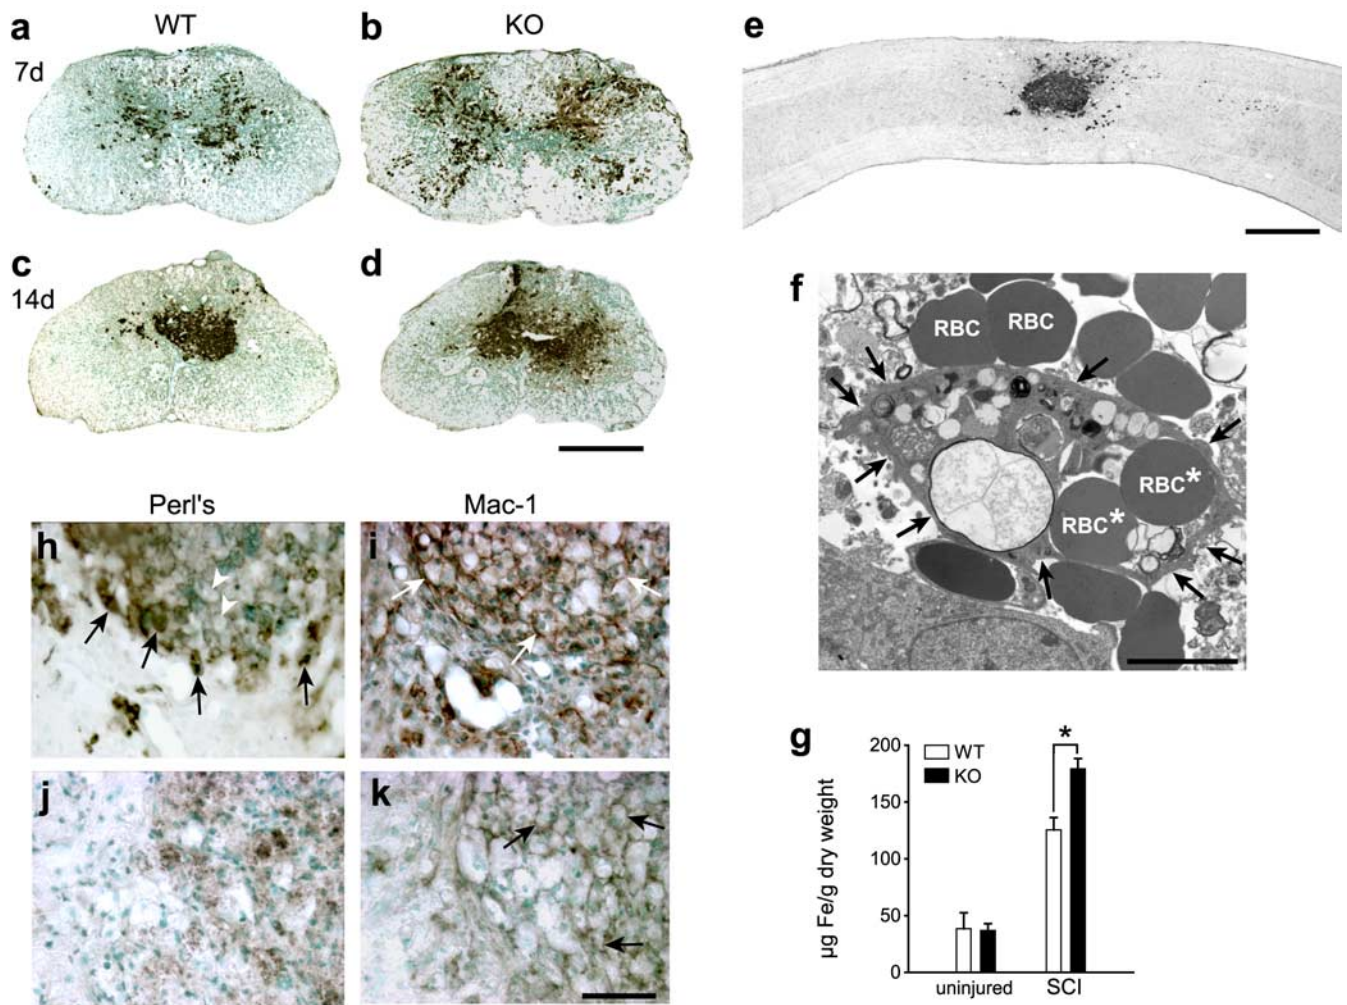 a
WT
b
KO
e
7d
c
d
14d
f
RBC
RBC
RBC*
RBC*
Perl's
Mac-1
h
i
j
k
g
µg Fe/g dry weight
200
150
100
50
0
WT
KO
*
uninjured
SCI